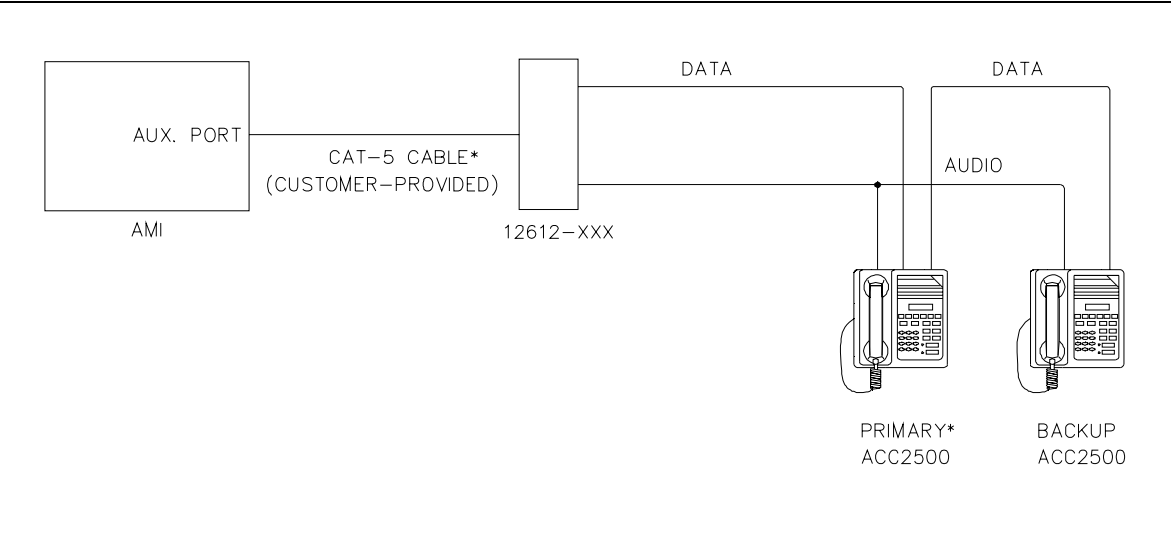 DATA
DATA
AUX. PORT
CAT-5 CABLE*
(CUSTOMER-PROVIDED)
AUDIO
AMI
12612-XXX
PRIMARY*
ACC2500
BACKUP
ACC2500